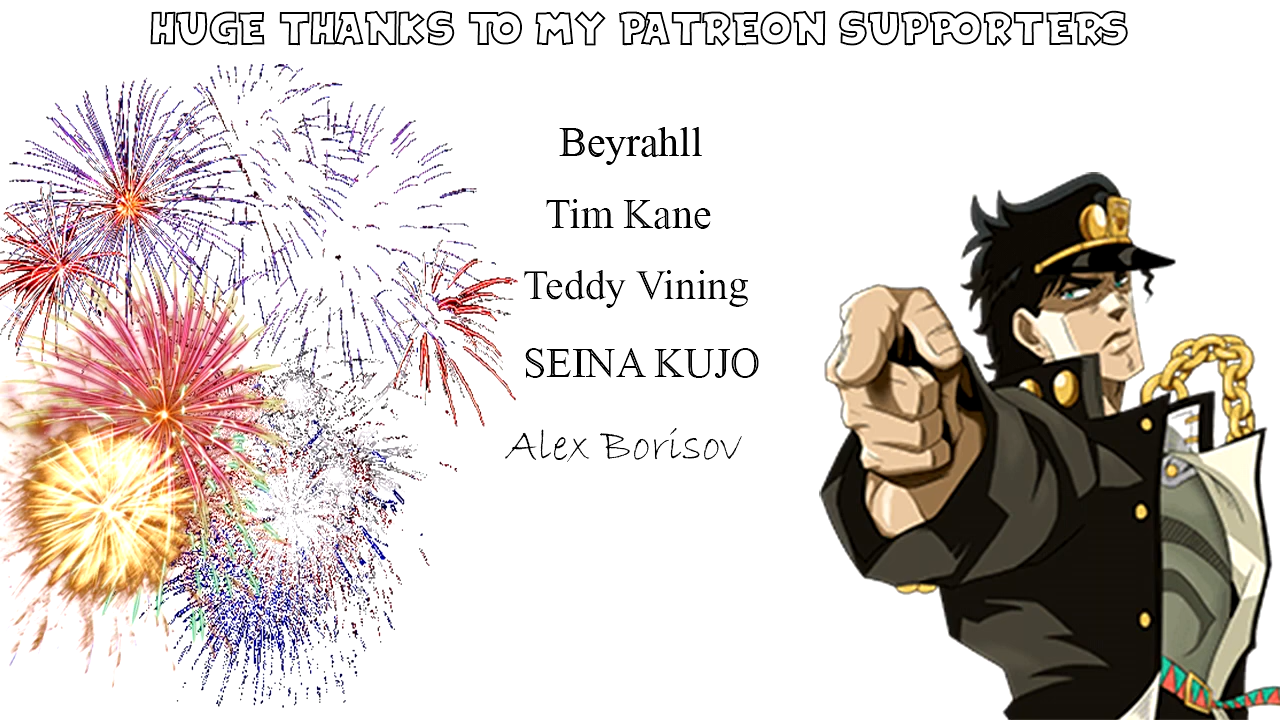 HUGE THANKS TO MY PATREON SUPPORTERS
Beyrahll
Tim Kane
Teddy Vining
SEINA KUJO
Alex Borisov